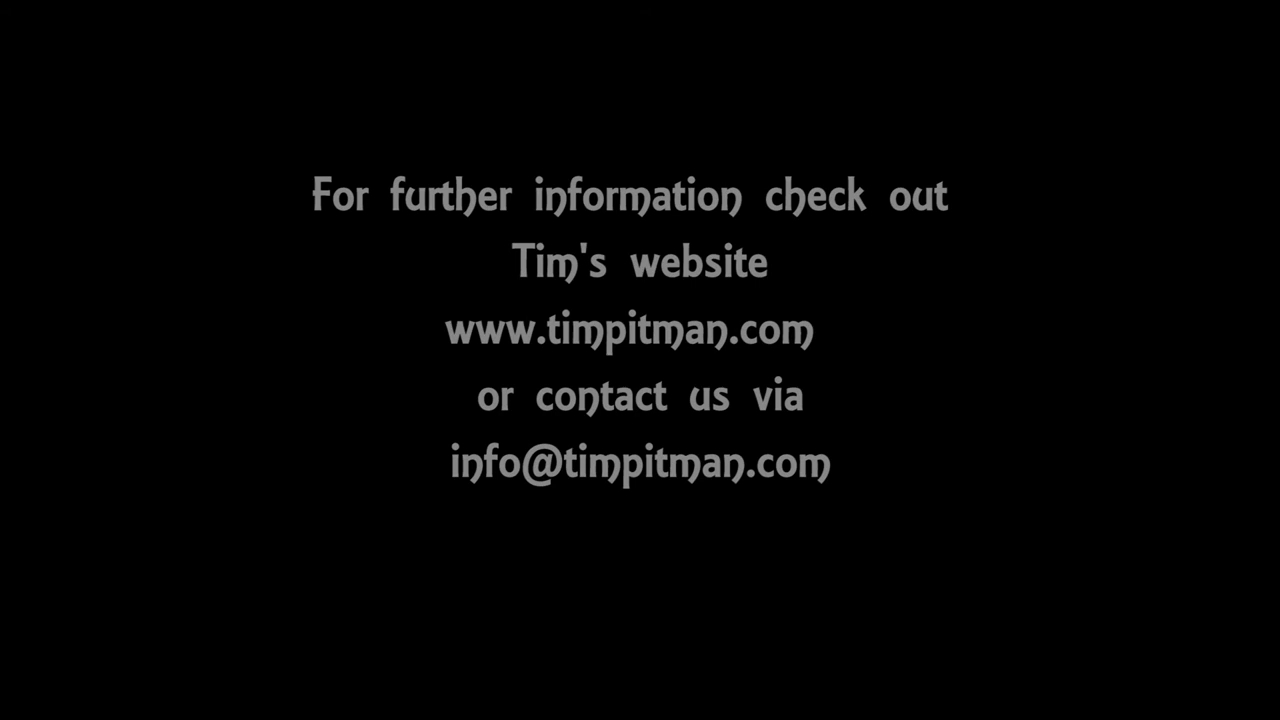 For further information check out
Tim's website
www.timpitman.com
or contact us via
info@timpitman.com